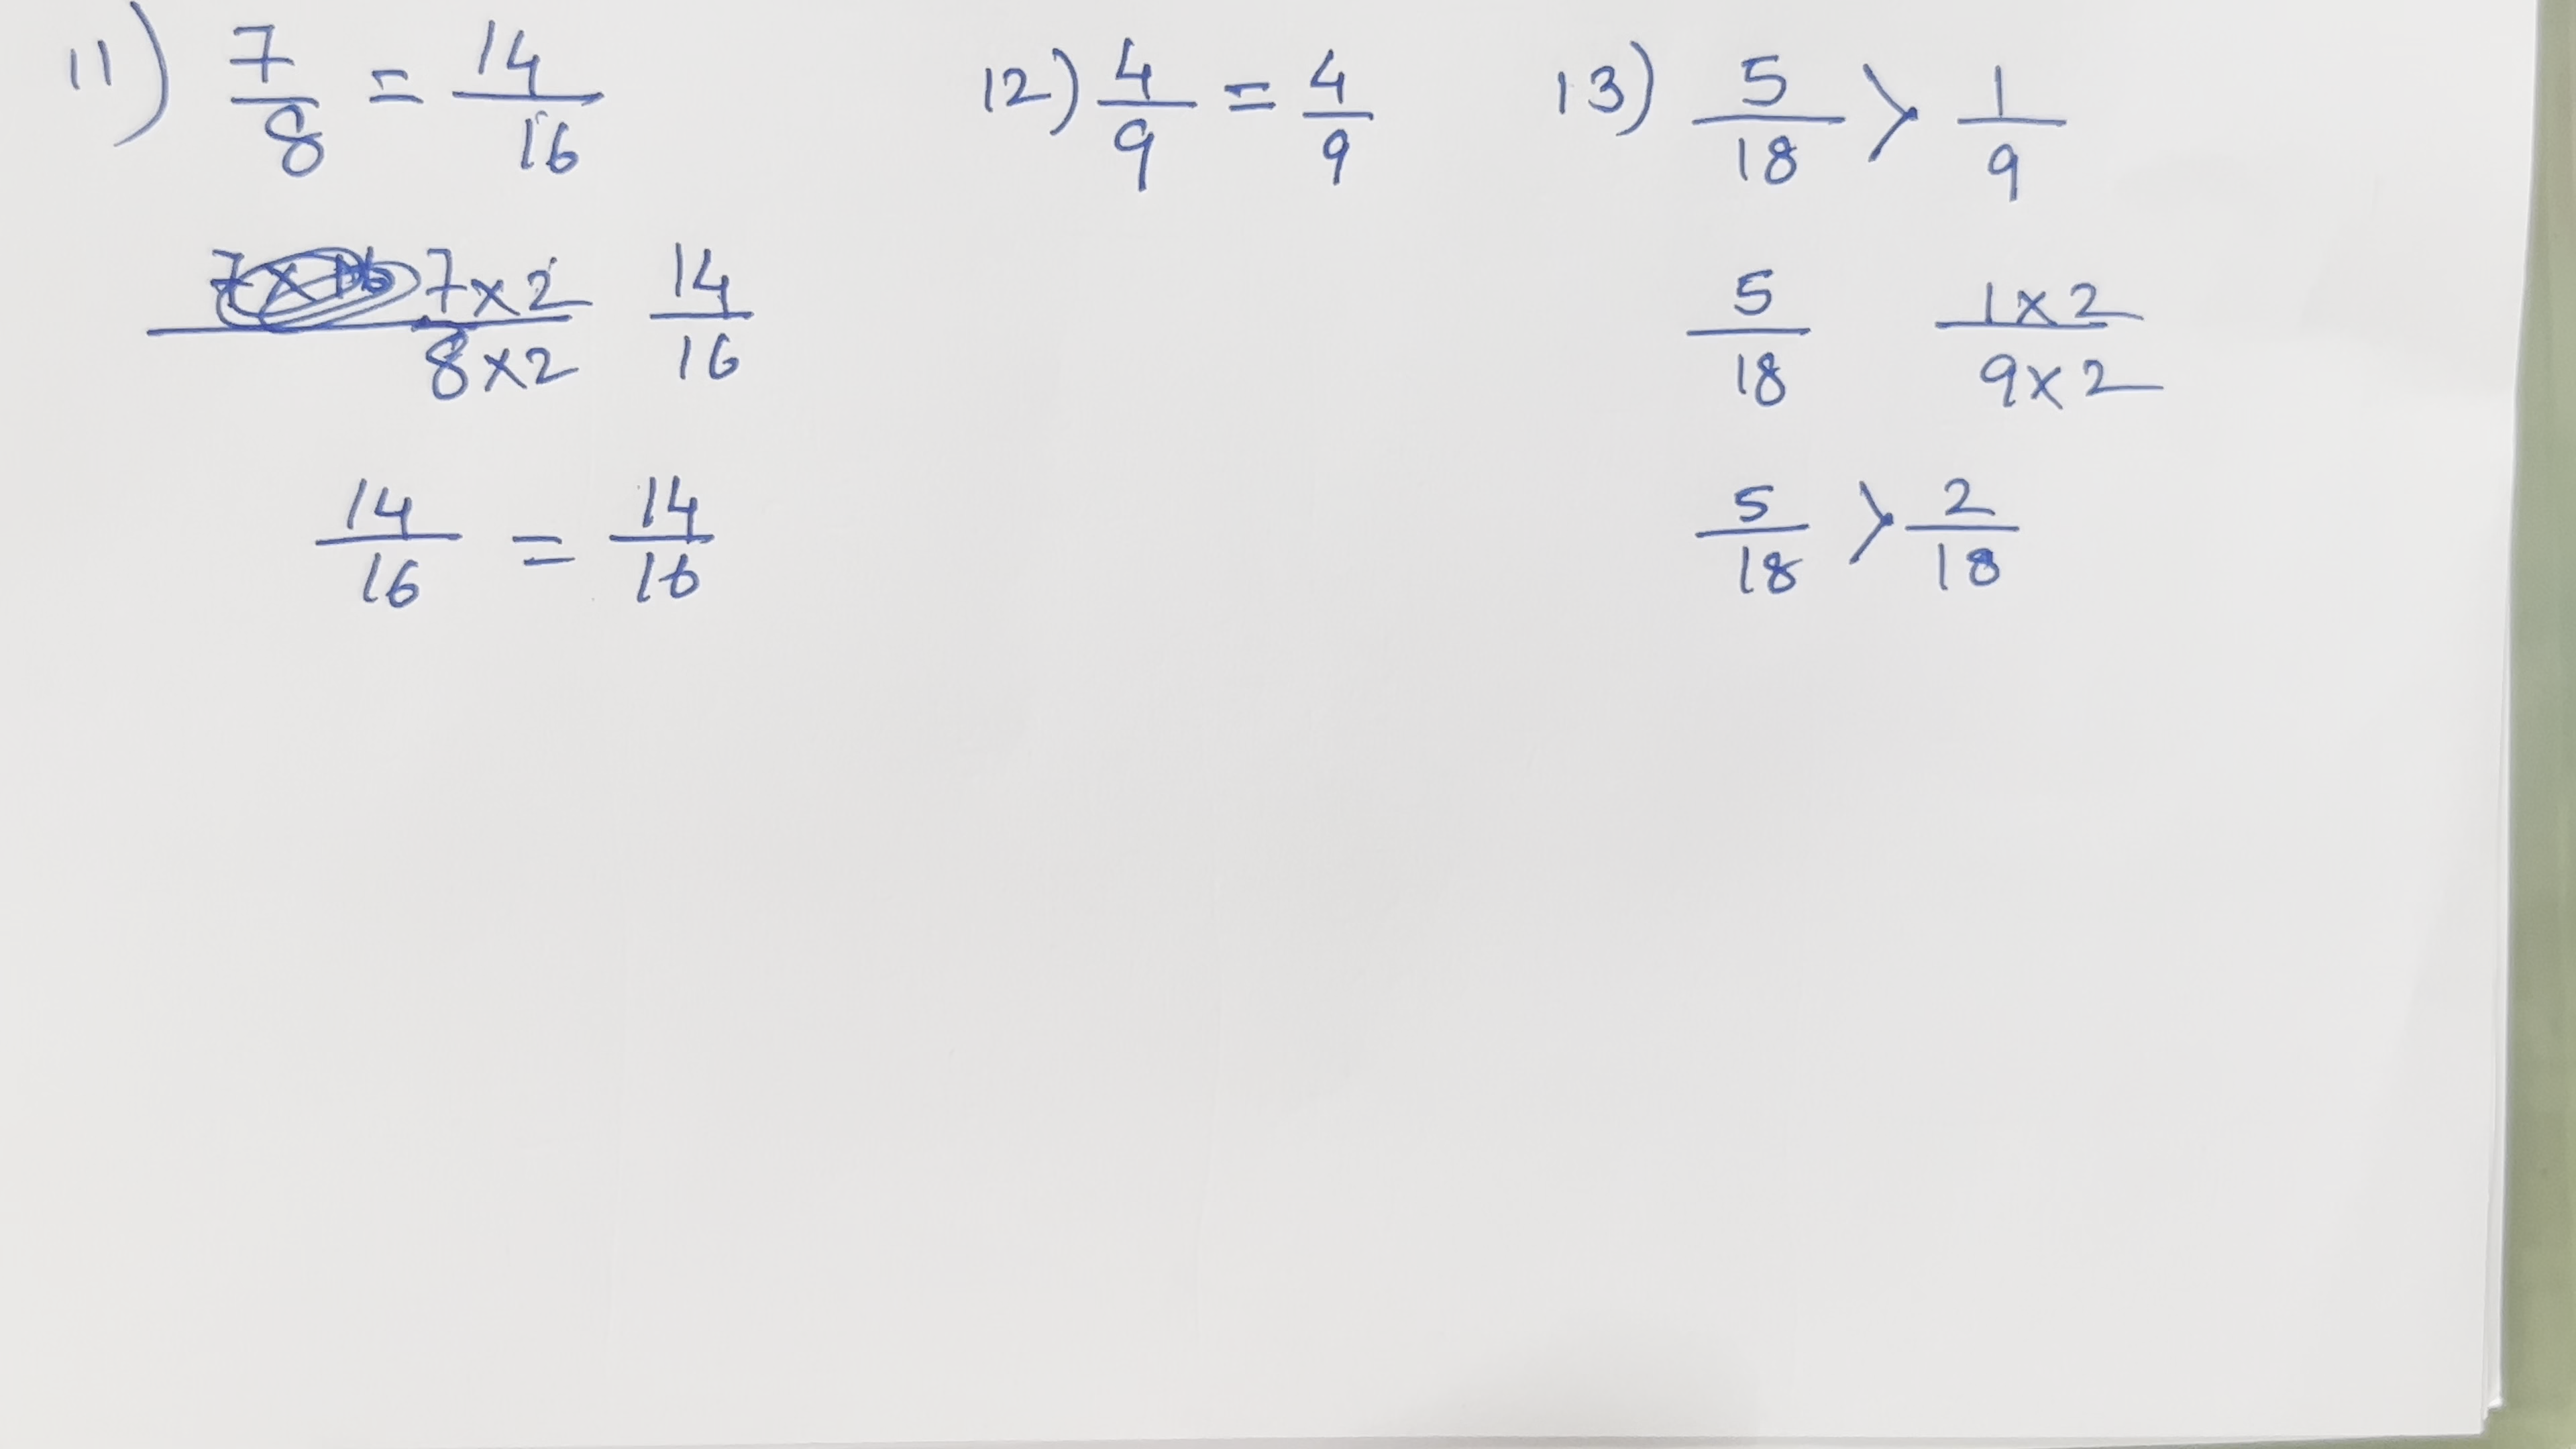 11) 7/8 = 14/16
7×2/8×2 14/16
14/16 = 14/16
12) 4/9 = 4/9
13) 5/18 > 1/9
5/18 1×2/9×2
5/18 > 2/18